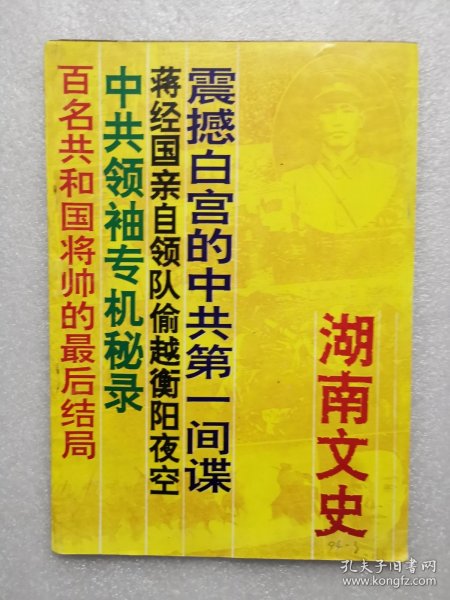 湖南文史
震撼白宫的中共第一间谍
蒋经国亲自领队偷越衡阳夜空
中共领袖专机秘录
百名共和国将帅的最后结局
孔夫子旧书网
www.kongfz.com